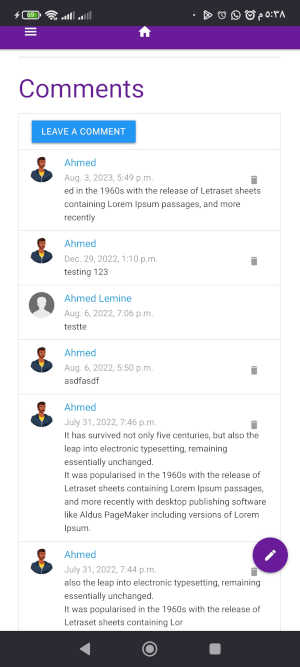 89
م ٥:٣٨
Comments
LEAVE A COMMENT
Ahmed
Aug. 3, 2023, 5:49 p.m.
ed in the 1960s with the release of Letraset sheets
containing Lorem Ipsum passages, and more
recently
Ahmed
Dec. 29, 2022, 1:10 p.m.
testing 123
Ahmed Lemine
Aug. 6, 2022, 7:06 p.m.
testte
Ahmed
Aug. 6, 2022, 5:50 p.m.
asdfasdf
Ahmed
July 31, 2022, 7:46 p.m.
It has survived not only five centuries, but also the
leap into electronic typesetting, remaining
essentially unchanged.
It was popularised in the 1960s with the release of
Letraset sheets containing Lorem Ipsum passages,
and more recently with desktop publishing software
like Aldus PageMaker including versions of Lorem
Ipsum.
Ahmed
July 31, 2022, 7:44 p.m.
also the leap into electronic typesetting, remaining
essentially unchanged.
It was popularised in the 1960s with the release of
Letraset sheets containing Lor